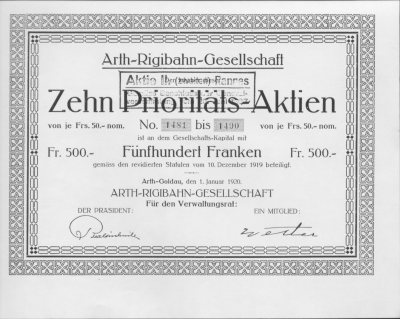 Arth-Rigibahn-Gesellschaft
Zehn Prioritäts-Aktien
von je Frs. 50.- nom. No. 1481 bis 1490 von je Frs. 50.- nom.
ist an dem Gesellschafts-Kapital mit
Fr. 500.- Fünfhundert Franken Fr. 500.-
gemäss den revidierten Statuten vom 10. Dezember 1919 beteiligt.
Arth-Goldau, den 1. Januar 1920.
ARTH-RIGIBAHN-GESELLSCHAFT
Für den Verwaltungsrat:
DER PRÄSIDENT: EIN MITGLIED: